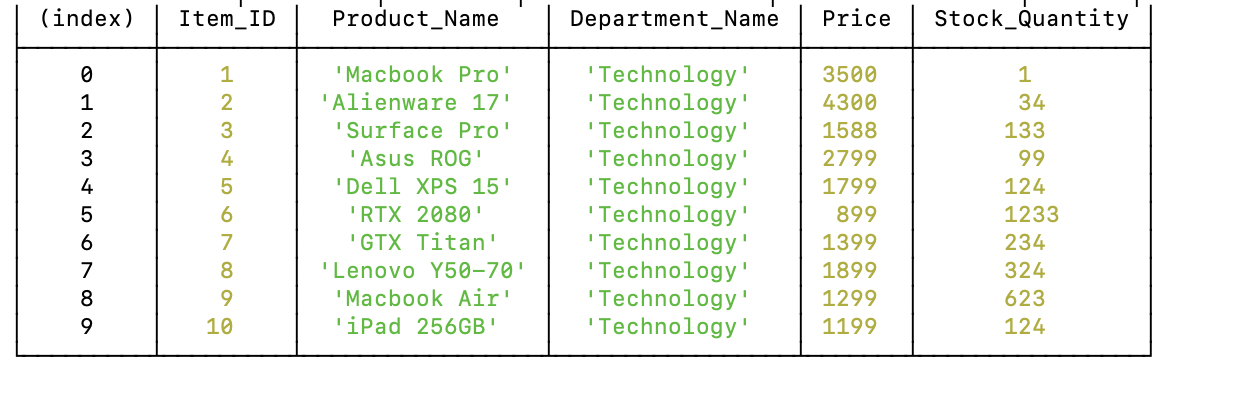 (index) Item_ID Product_Name Department_Name Price Stock_Quantity
0 1 'Macbook Pro' 'Technology' 3500 1
1 2 'Alienware 17' 'Technology' 4300 34
2 3 'Surface Pro' 'Technology' 1588 133
3 4 'Asus ROG' 'Technology' 2799 99
4 5 'Dell XPS 15' 'Technology' 1799 124
5 6 'RTX 2080' 'Technology' 899 1233
6 7 'GTX Titan' 'Technology' 1399 234
7 8 'Lenovo Y50-70' 'Technology' 1899 324
8 9 'Macbook Air' 'Technology' 1299 623
9 10 'iPad 256GB' 'Technology' 1199 124